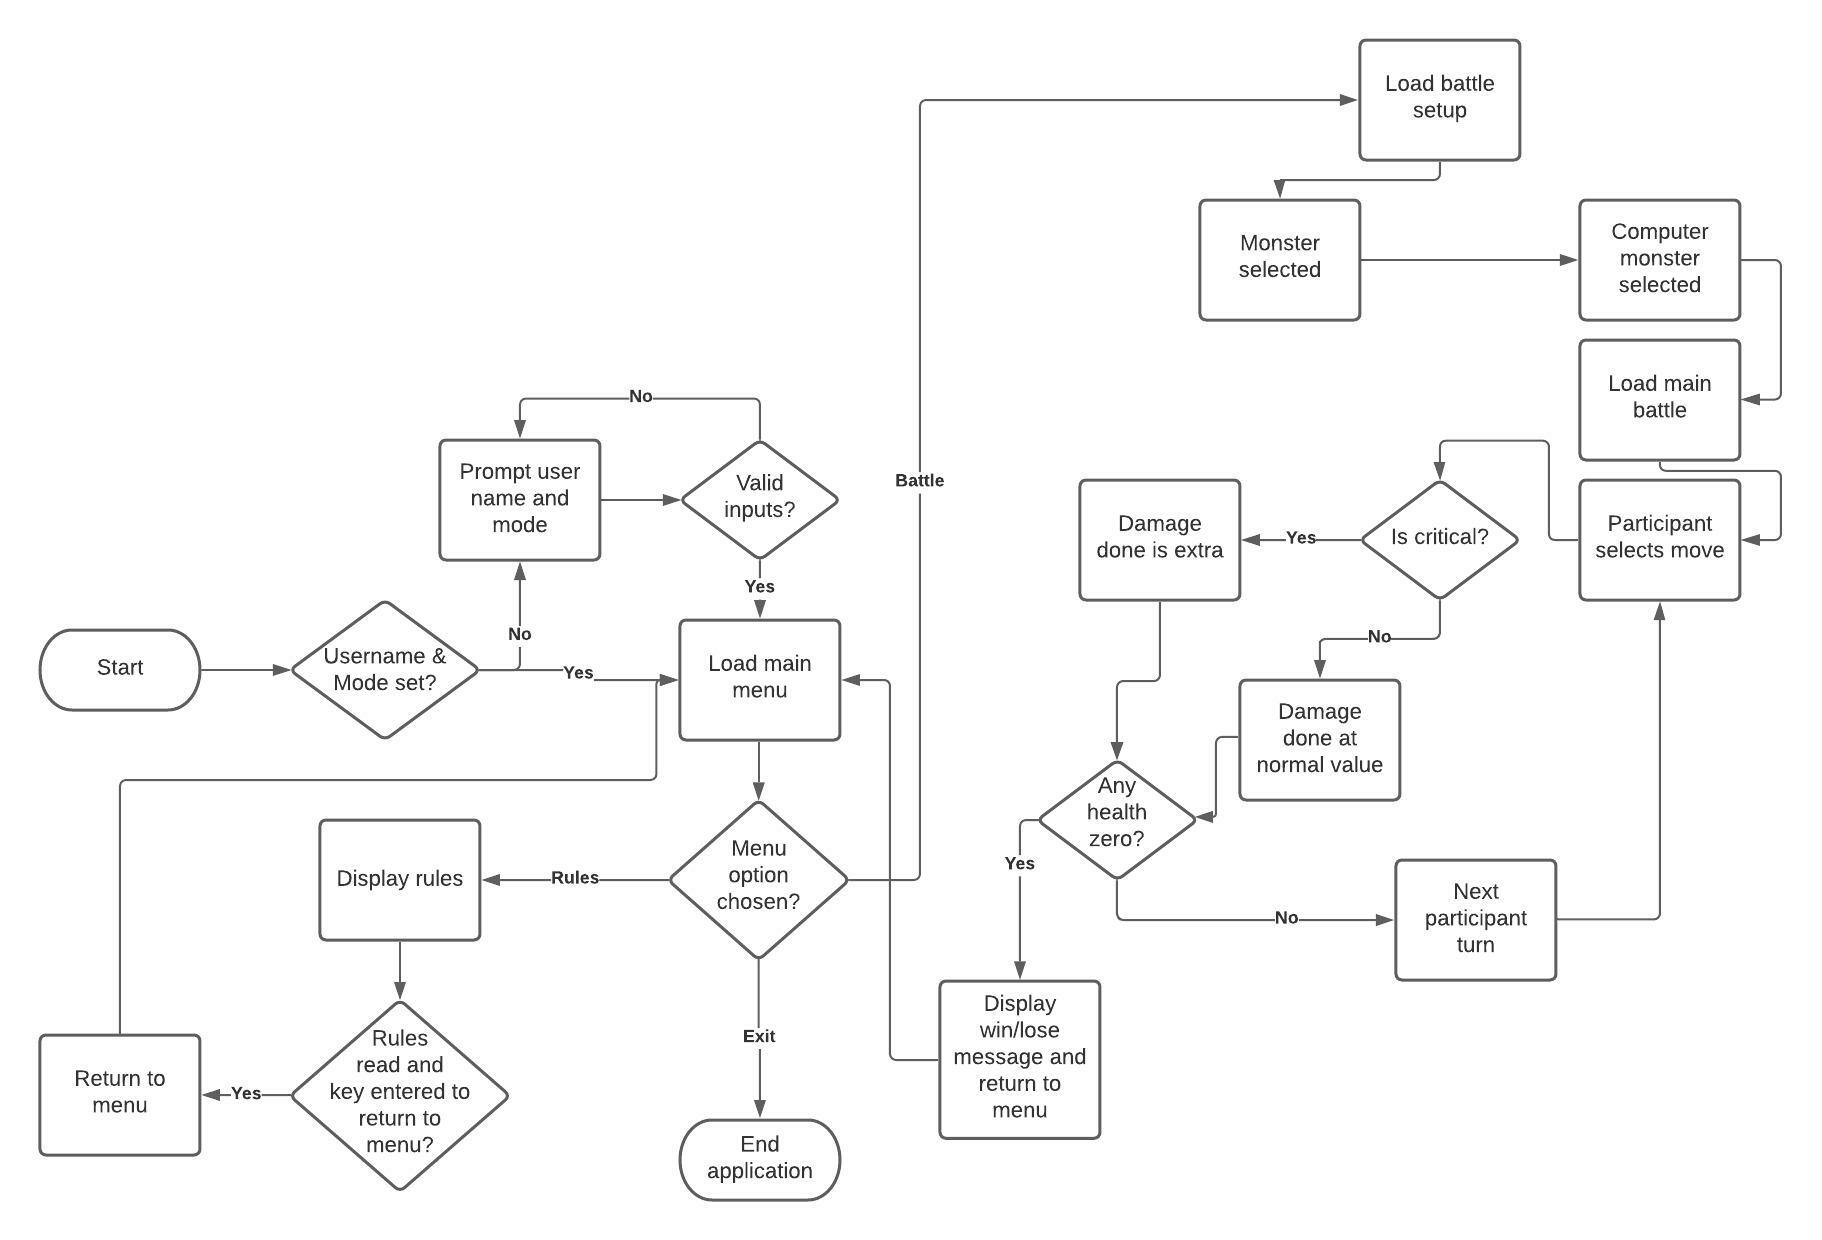 Load battle
setup
Monster
selected
Computer
monster
selected
Load main
battle
No
Prompt user
name and
mode
Valid
inputs?
Battle
Damage
done is extra
Yes
Is critical?
Participant
selects move
Yes
No
No
Start
Username &
Mode set?
Yes
Load main
menu
Damage
done at
normal value
Any
health
zero?
Yes
Display rules
Rules
Menu
option
chosen?
No
Next
participant
turn
Exit
Display
win/lose
message and
return to
menu
Return to
menu
Yes
Rules
read and
key entered to
return to
menu?
End
application